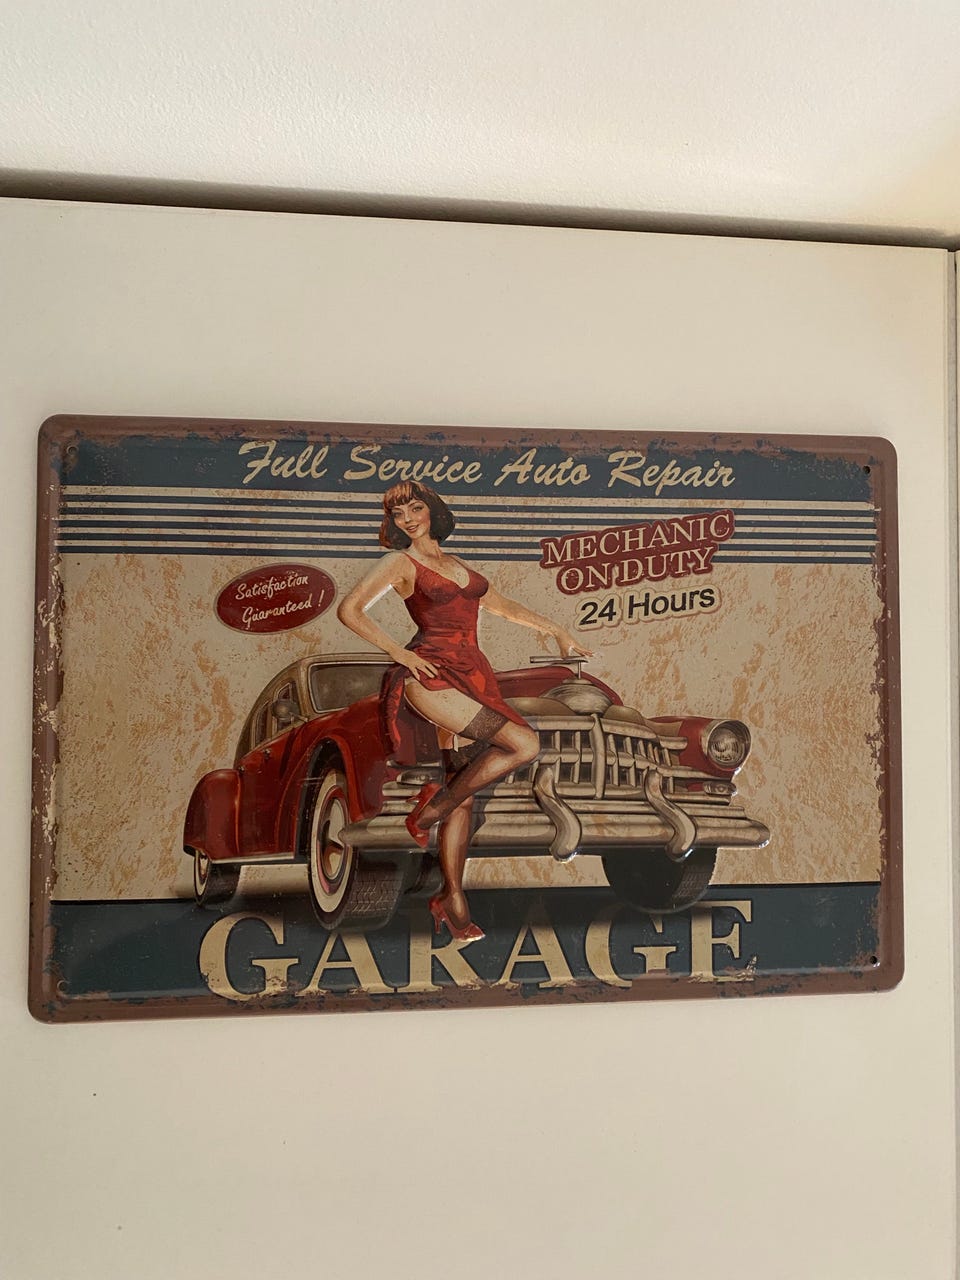 Full Service Auto Repair
Satisfaction
Guaranteed !
MECHANIC
ON DUTY
24 Hours
GARAGE